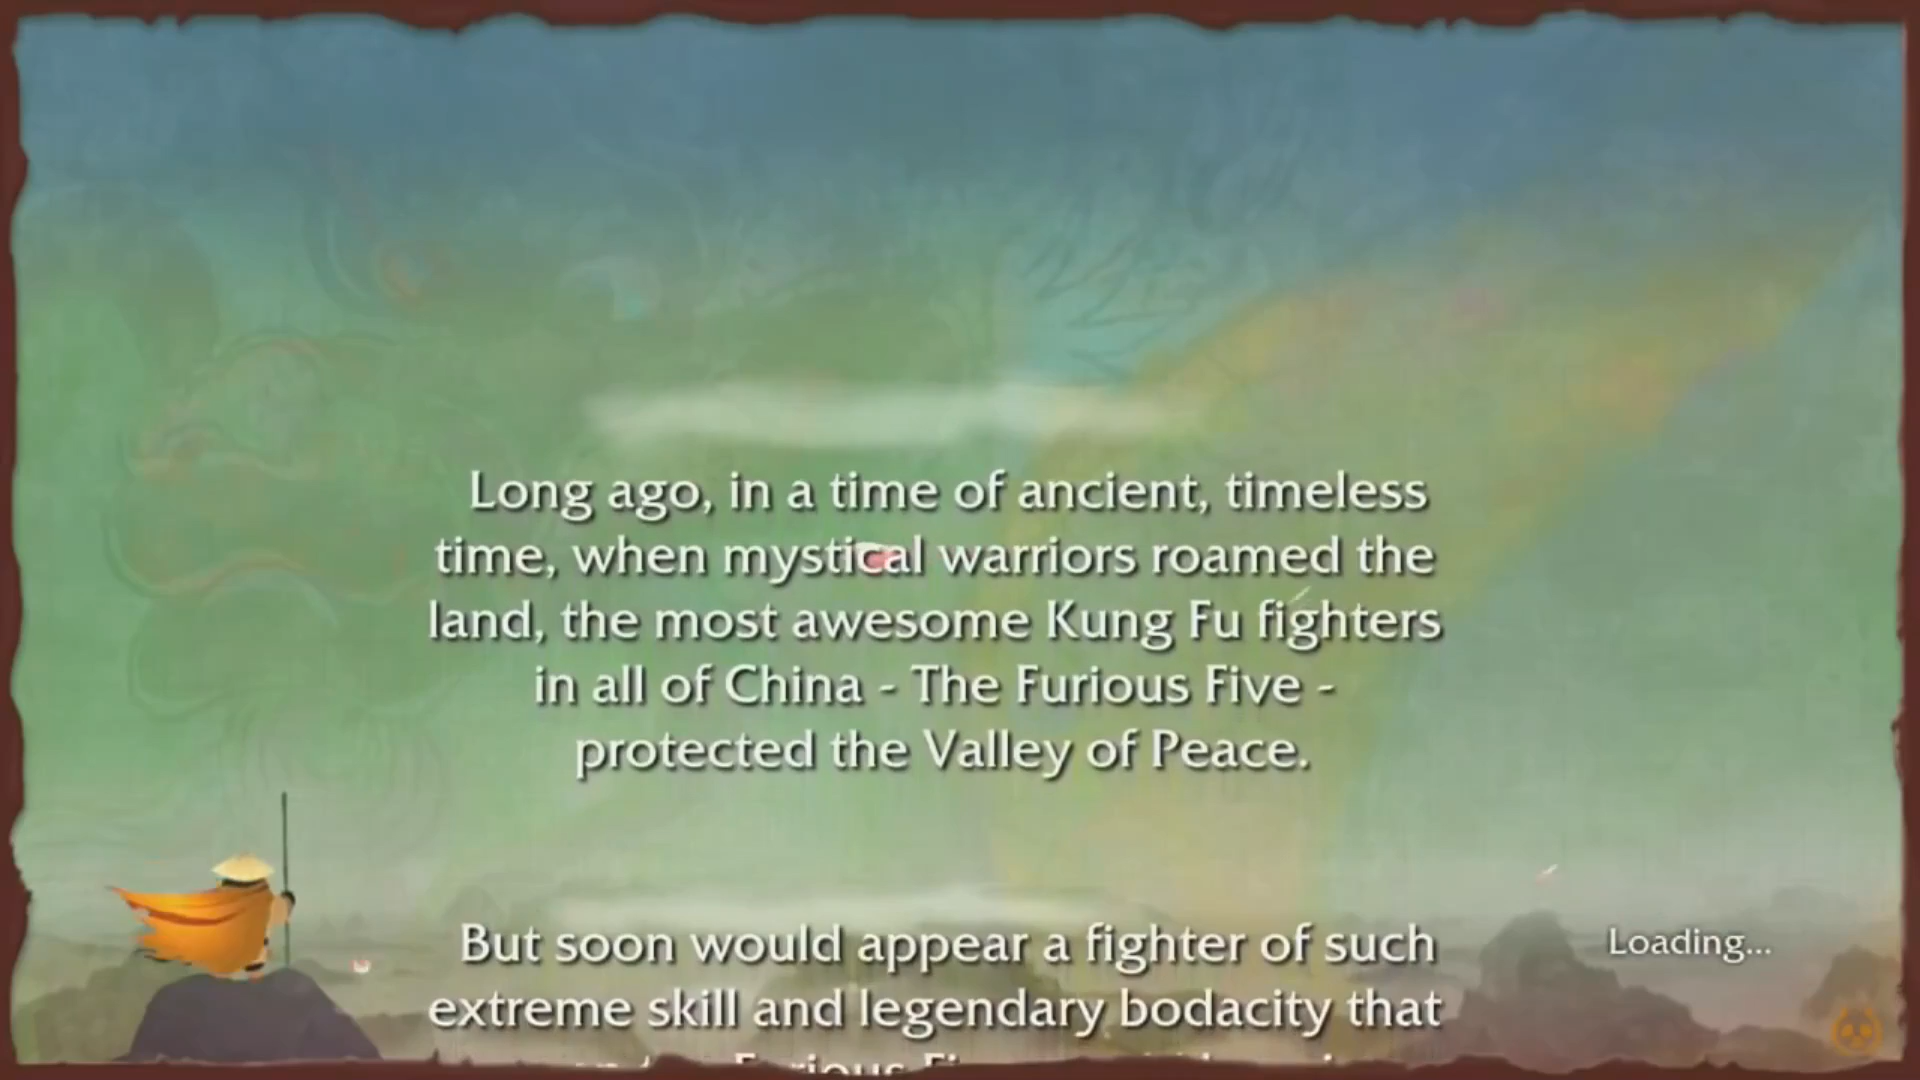 Long ago, in a time of ancient, timeless
time, when mystical warriors roamed the
land, the most awesome Kung Fu fighters
in all of China - The Furious Five -
protected the Valley of Peace.
But soon would appear a fighter of such
extreme skill and legendary bodacity that
Furious
Loading...